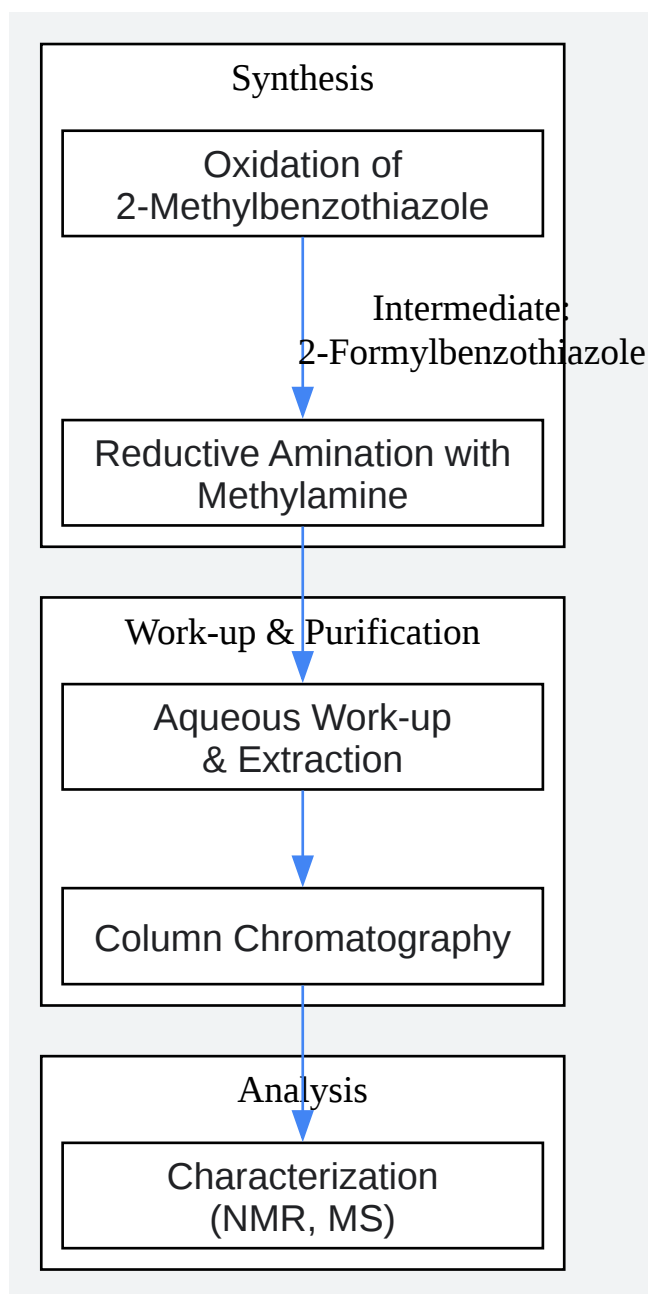 Synthesis
Oxidation of
2-Methylbenzothiazole
Intermediate:
2-Formylbenzothiazole
Reductive Amination with
Methylamine
Work-up & Purification
Aqueous Work-up
& Extraction
Column Chromatography
Analysis
Characterization
(NMR, MS)